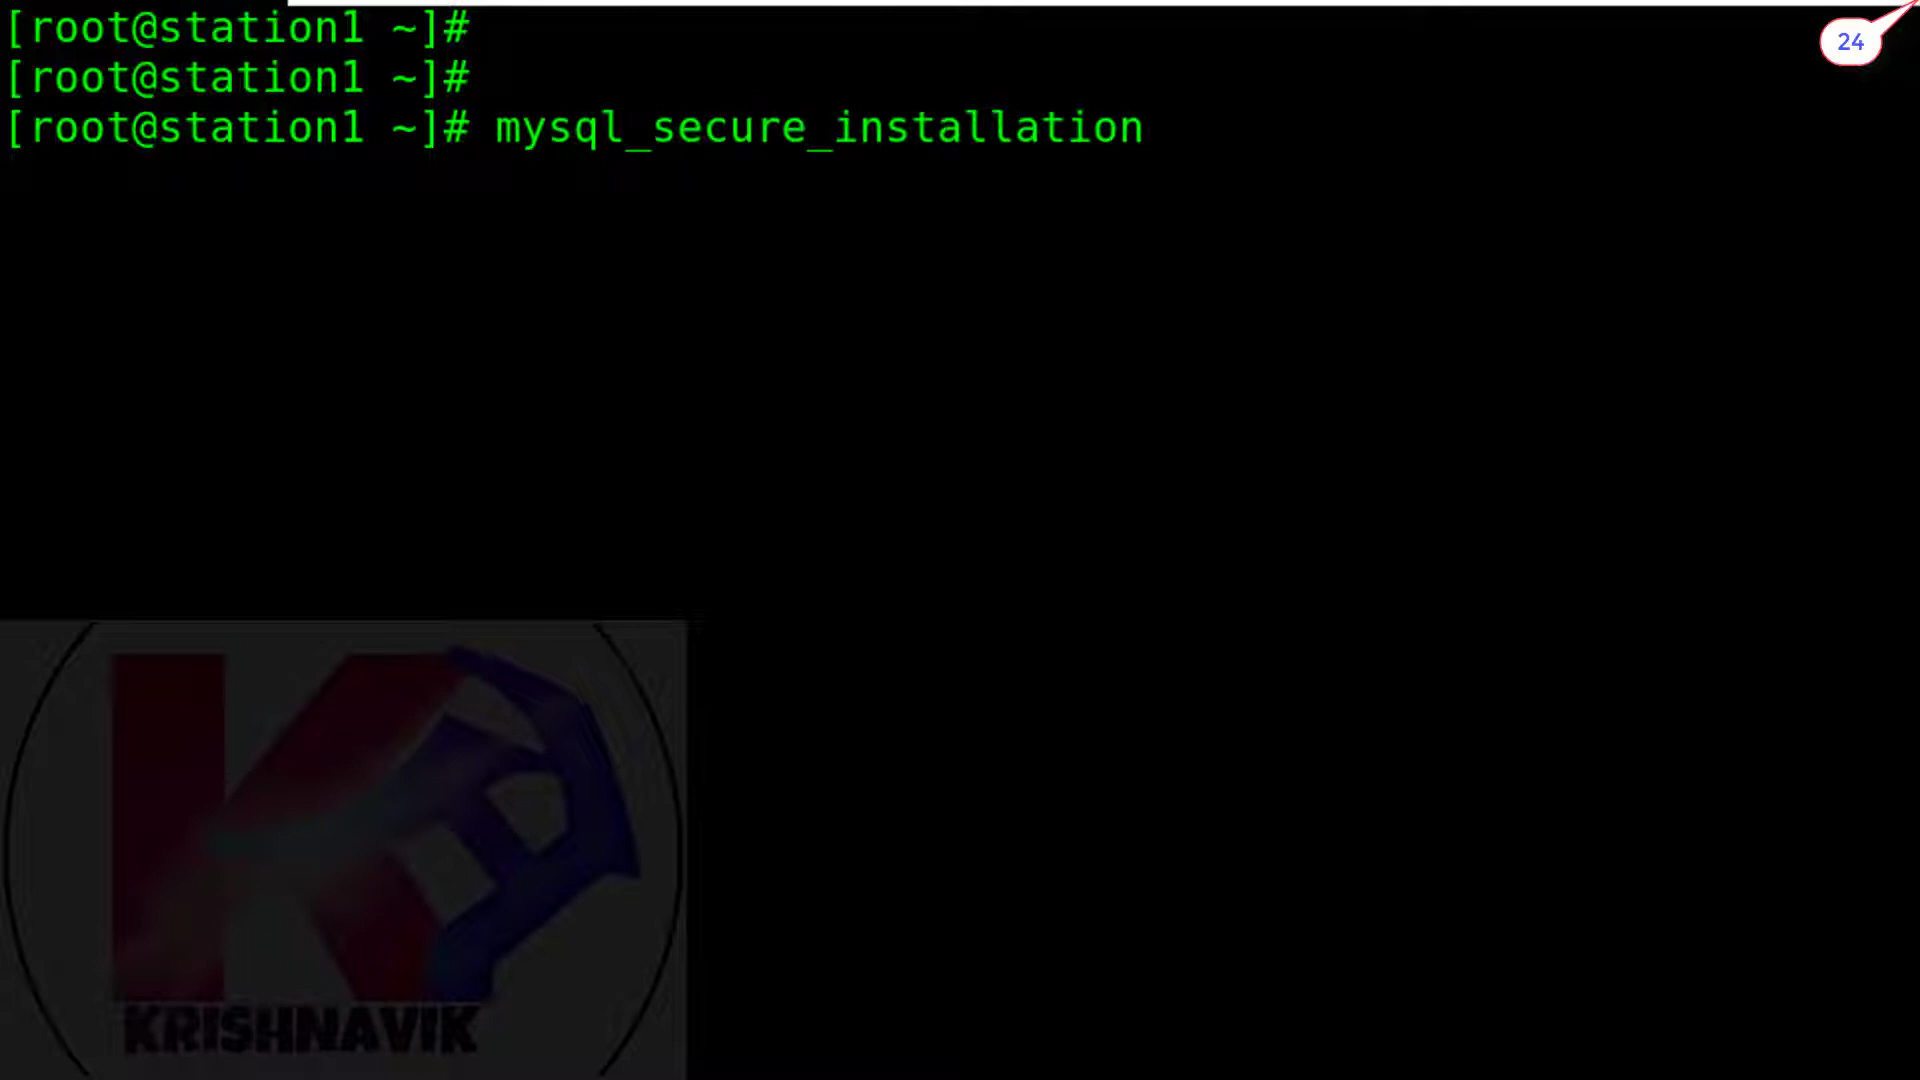 [root@station1 ~]#
24
[root@station1 ~]#
[root@station1 ~]# mysql_secure_installation
KRISHNAVIK